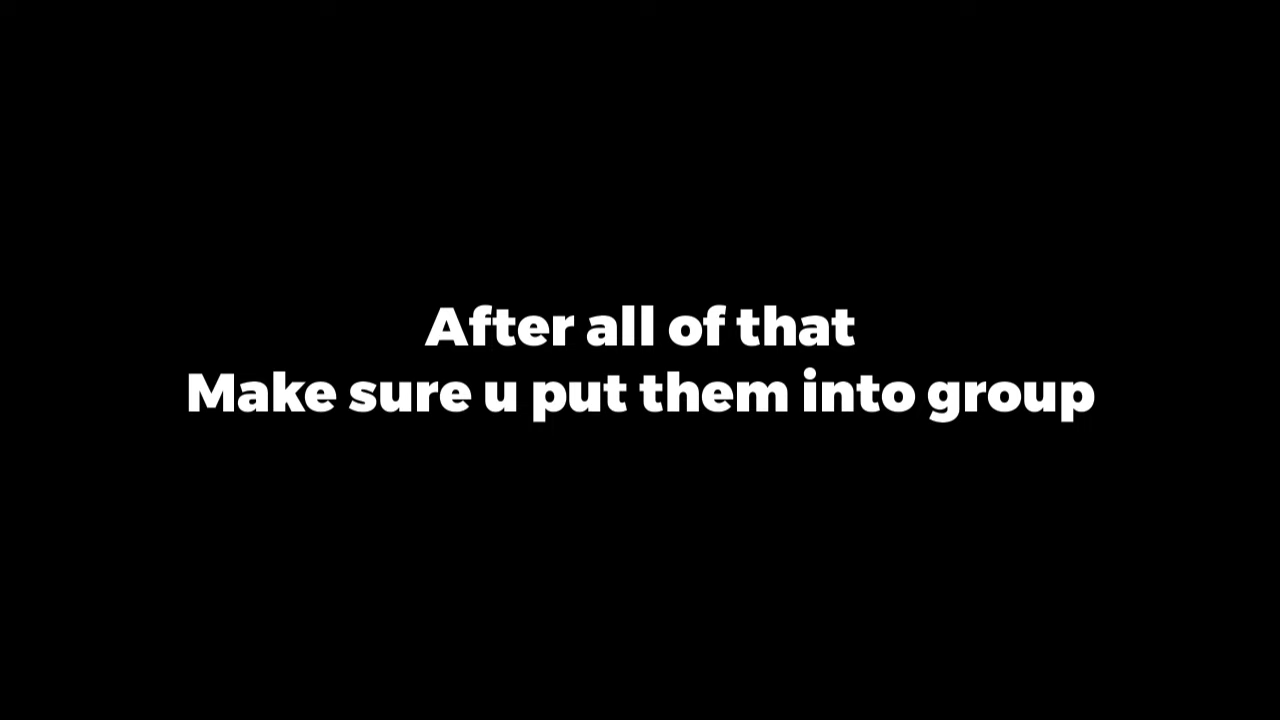 After all of that
Make sure u put them into group